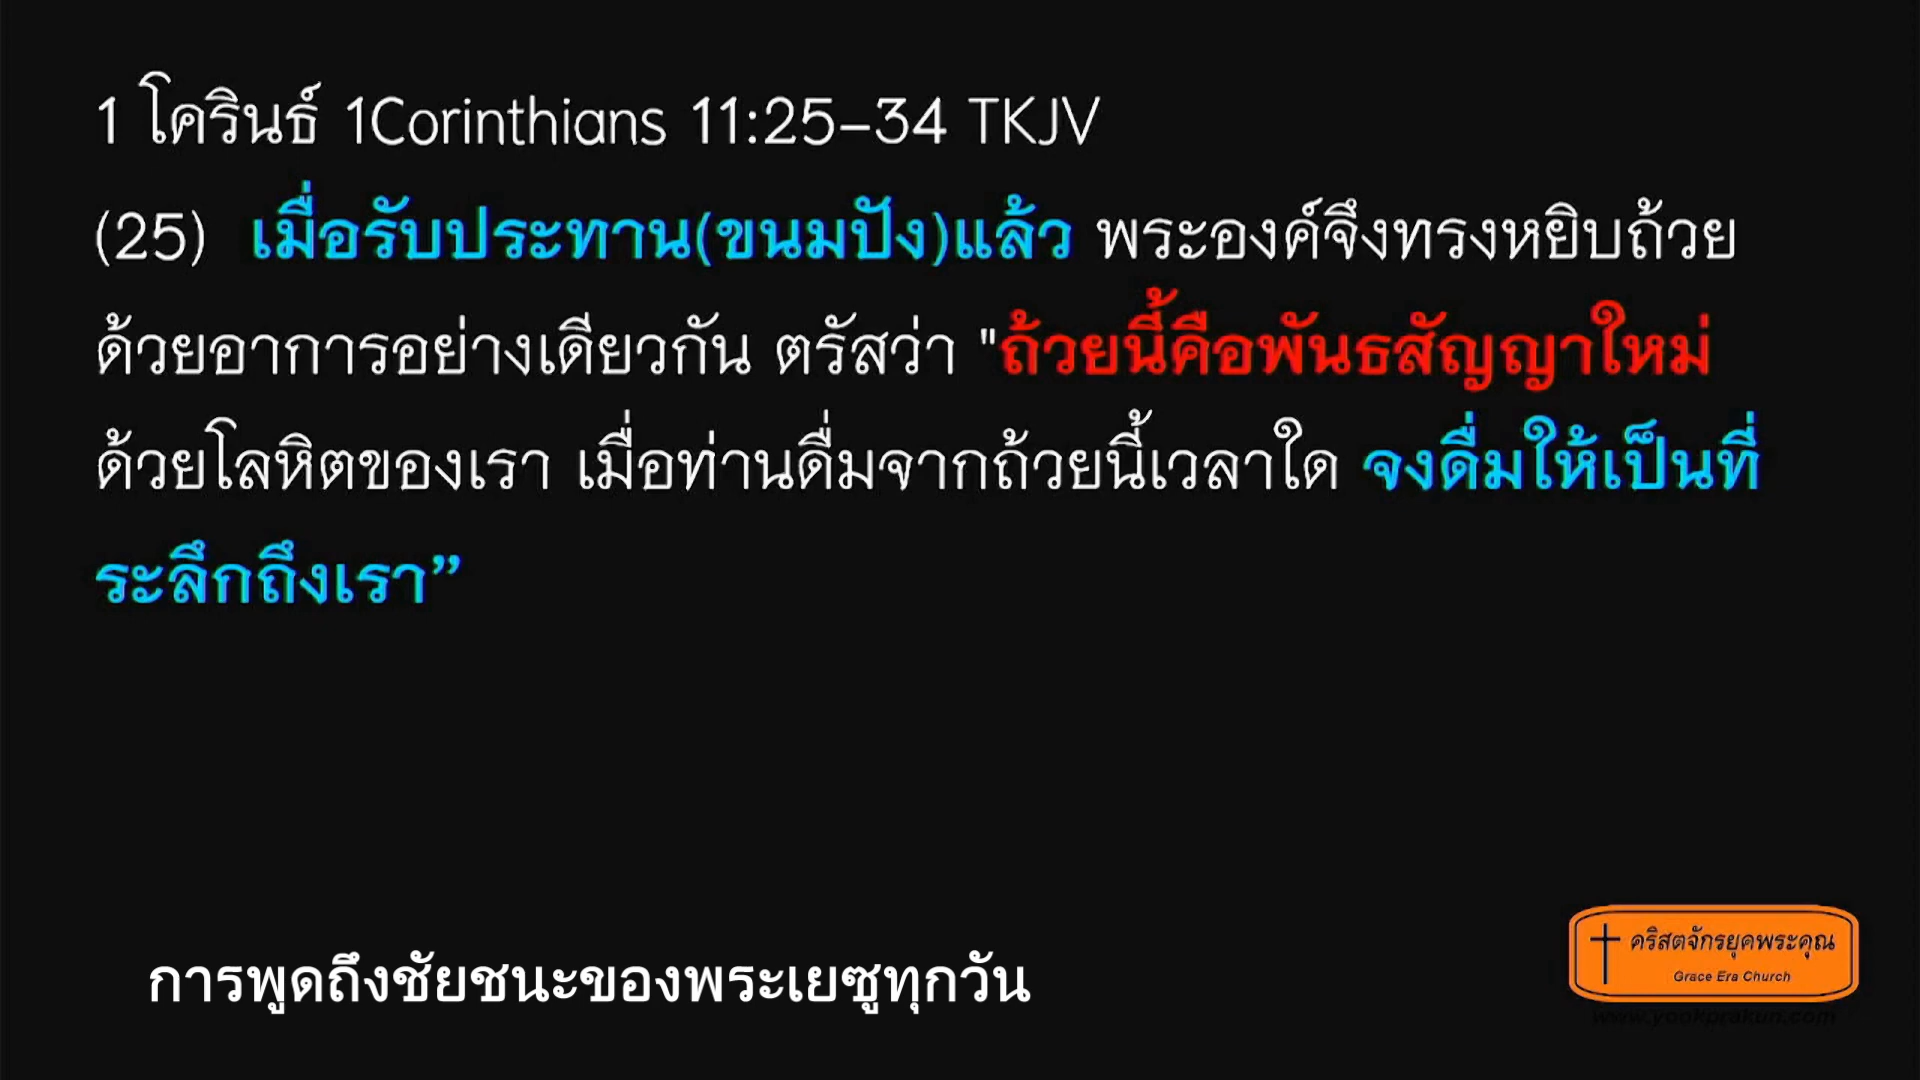 1 โครินธ์ 1Corinthians 11:25-34 TKJV
(25) เมื่อรับประทาน(ขนมปัง)แล้ว พระองค์จึงทรงหยิบถ้วย
ด้วยอาการอย่างเดียวกัน ตรัสว่า "ถ้วยนี้คือพันธสัญญาใหม่
ด้วยโลหิตของเรา เมื่อท่านดื่มจากถ้วยนี้เวลาใด จงดื่มให้เป็นที่
ระลึกถึงเรา”
คริสตจักรยุคพระคุณ
Grace Era Church
www.yookprakun.com
การพูดถึงชัยชนะของพระเยซูทุกวัน